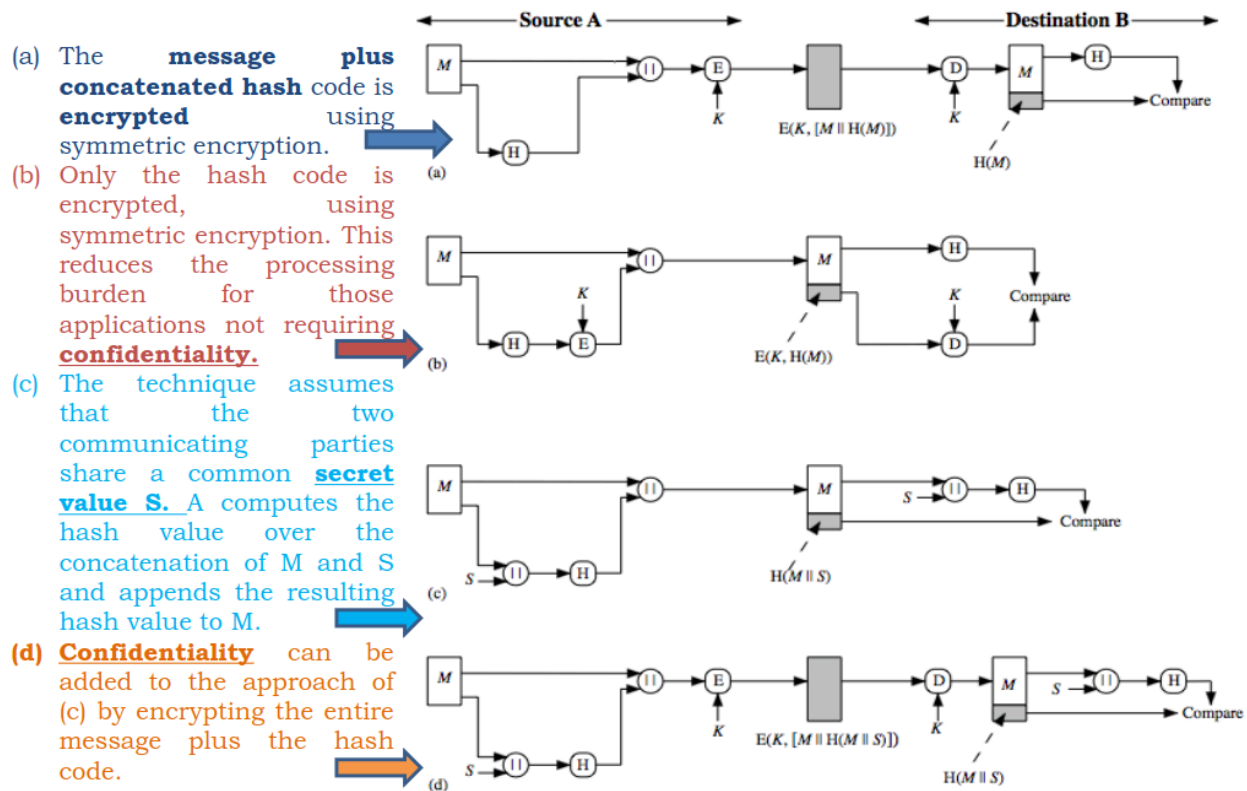 Source A
Destination B
(a) The message plus
concatenated hash code is
encrypted using
symmetric encryption.
(b) Only the hash code is
encrypted, using
symmetric encryption. This
reduces the processing
burden for those
applications not requiring
confidentiality.
(c) The technique assumes
that the two
communicating parties
share a common secret
value S. A computes the
hash value over the
concatenation of M and S
and appends the resulting
hash value to M.
(d) Confidentiality can be
added to the approach of
(c) by encrypting the entire
message plus the hash
code.
M
||
E
D
M
H
K
K
Compare
E(K, [M || H(M)])
H
H(M)
(a)
M
||
M
H
K
K
Compare
H
E
D
E(K, H(M))
(b)
M
||
M
S
||
H
Compare
S
||
H
H(M || S)
(c)
M
||
E
D
M
S
||
H
K
K
Compare
E(K, [M || H(M || S)])
S
||
H
H(M || S)
(d)